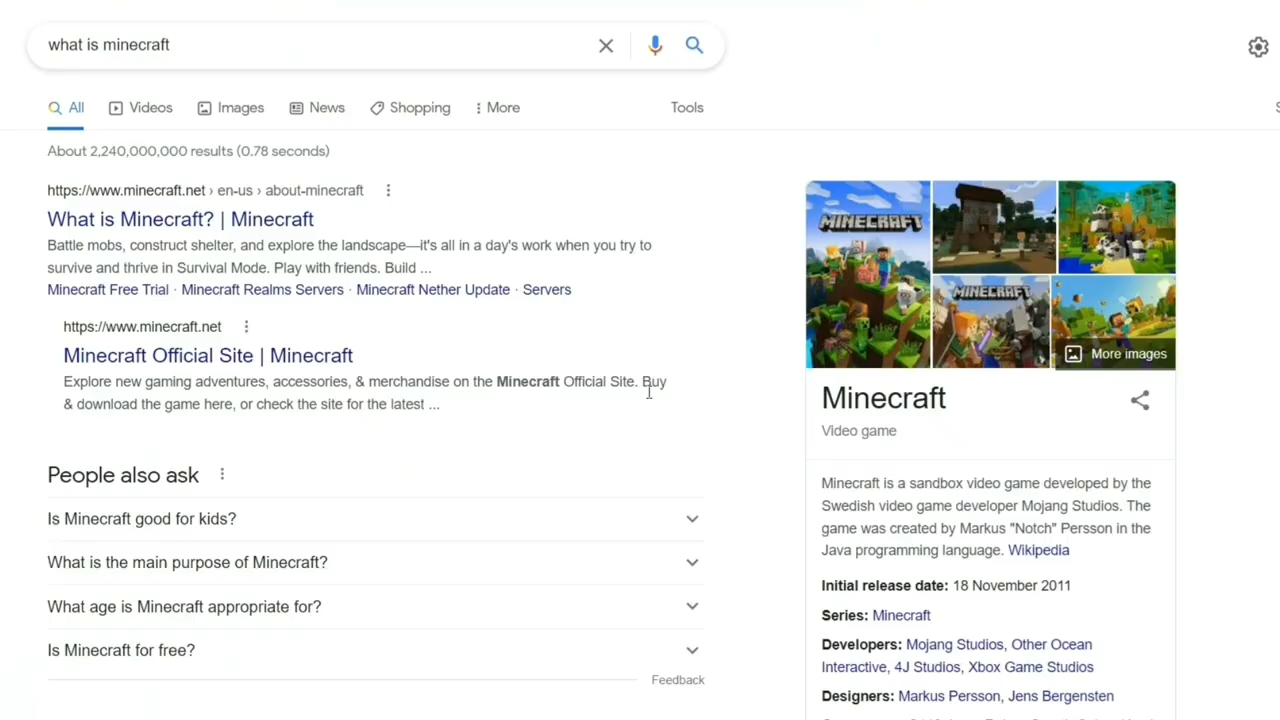 what is minecraft
All
Videos
Images
News
Shopping
More
Tools
About 2,240,000,000 results (0.78 seconds)
https://www.minecraft.net › en-us › about-minecraft
What is Minecraft? | Minecraft
Battle mobs, construct shelter, and explore the landscape—it's all in a day's work when you try to
survive and thrive in Survival Mode. Play with friends. Build ...
Minecraft Free Trial · Minecraft Realms Servers · Minecraft Nether Update · Servers
https://www.minecraft.net
Minecraft Official Site | Minecraft
Explore new gaming adventures, accessories, & merchandise on the Minecraft Official Site. Buy
& download the game here, or check the site for the latest ...
People also ask
Is Minecraft good for kids?
What is the main purpose of Minecraft?
What age is Minecraft appropriate for?
Is Minecraft for free?
Feedback
MINECRAFT
MINECRAFT
More images
Minecraft
Video game
Minecraft is a sandbox video game developed by the
Swedish video game developer Mojang Studios. The
game was created by Markus "Notch" Persson in the
Java programming language. Wikipedia
Initial release date: 18 November 2011
Series: Minecraft
Developers: Mojang Studios, Other Ocean
Interactive, 4J Studios, Xbox Game Studios
Designers: Markus Persson, Jens Bergensten